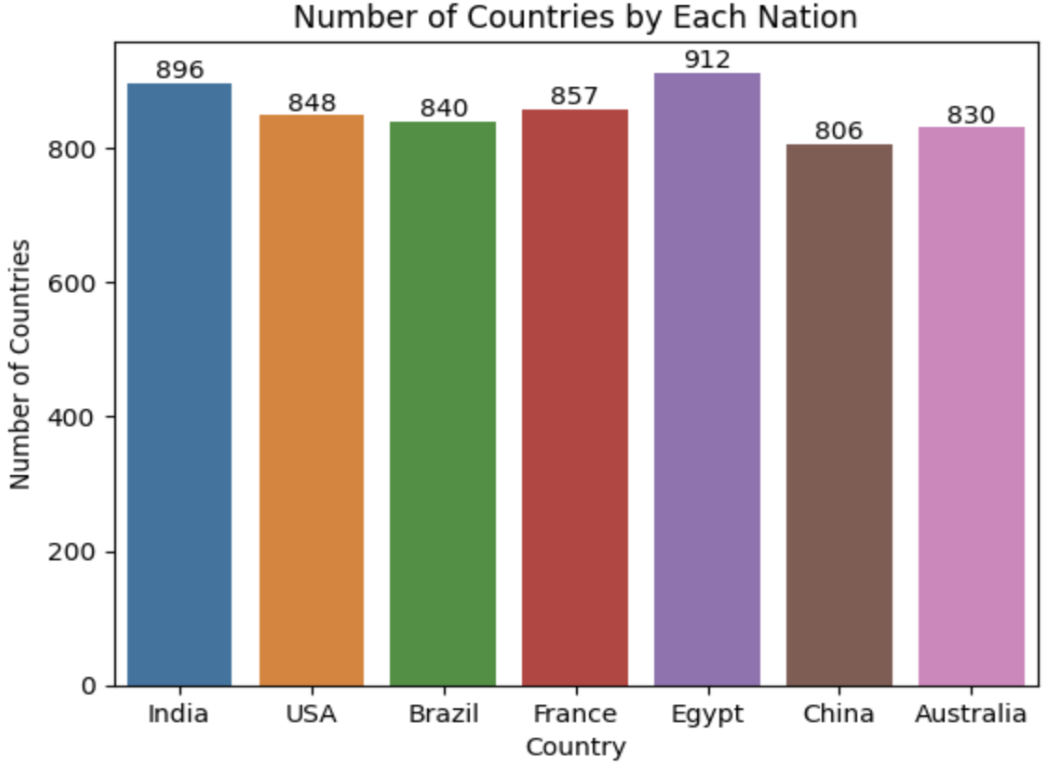 Number of Countries by Each Nation
Number of Countries
800
600
400
200
0
896
848
840
857
912
806
830
India
USA
Brazil
France
Egypt
China
Australia
Country